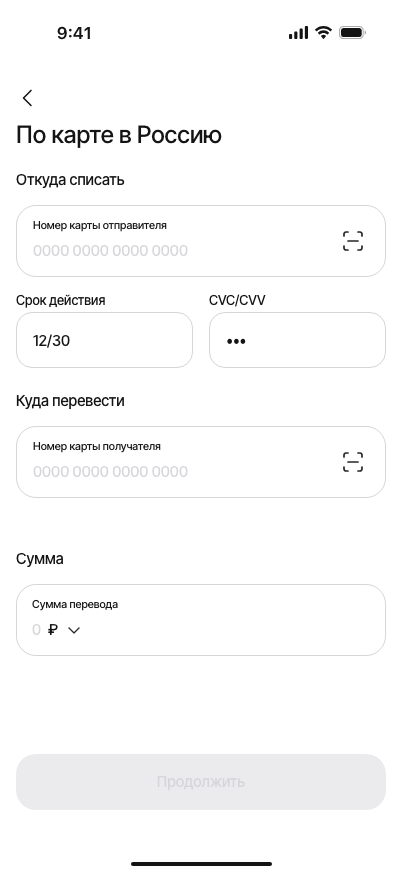 9:41
По карте в Россию
Откуда списать
Номер карты отправителя
0000 0000 0000 0000
Срок действия
CVC/CVV
12/30
•••
Куда перевести
Номер карты получателя
0000 0000 0000 0000
Сумма
Сумма перевода
0 ₽
Продолжить